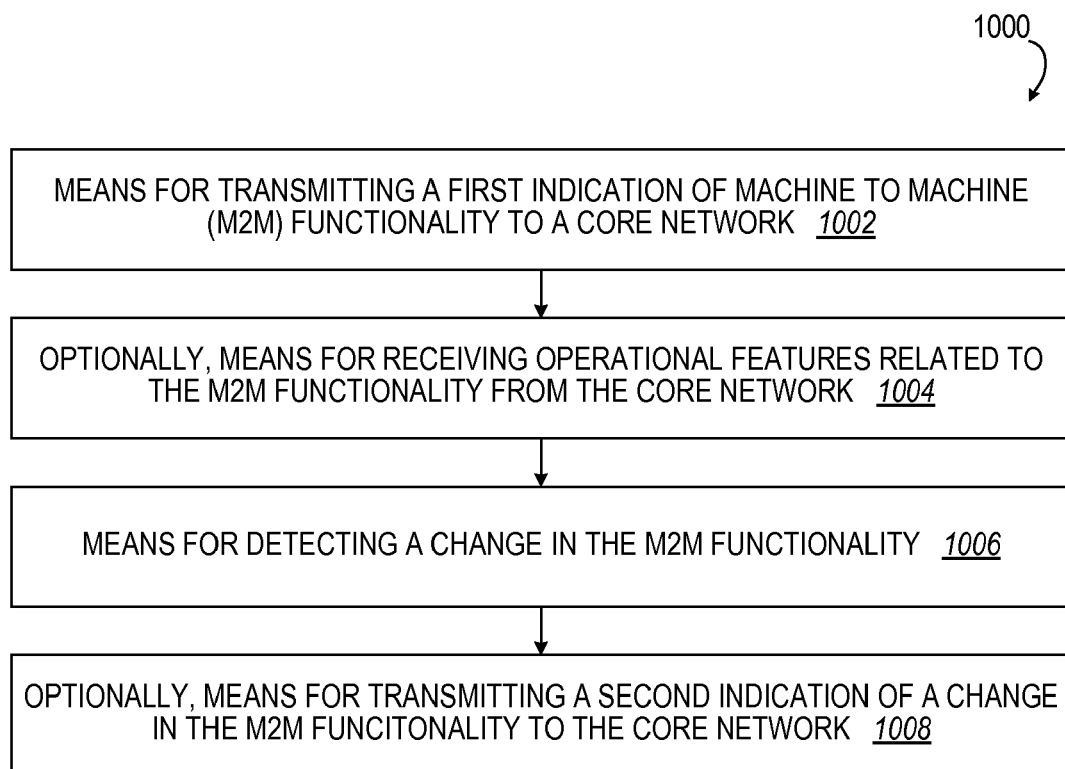 1000
MEANS FOR TRANSMITTING A FIRST INDICATION OF MACHINE TO MACHINE
(M2M) FUNCTIONALITY TO A CORE NETWORK 1002
OPTIONALLY, MEANS FOR RECEIVING OPERATIONAL FEATURES RELATED TO
THE M2M FUNCTIONALITY FROM THE CORE NETWORK 1004
MEANS FOR DETECTING A CHANGE IN THE M2M FUNCTIONALITY 1006
OPTIONALLY, MEANS FOR TRANSMITTING A SECOND INDICATION OF A CHANGE
IN THE M2M FUNCITONALITY TO THE CORE NETWORK 1008